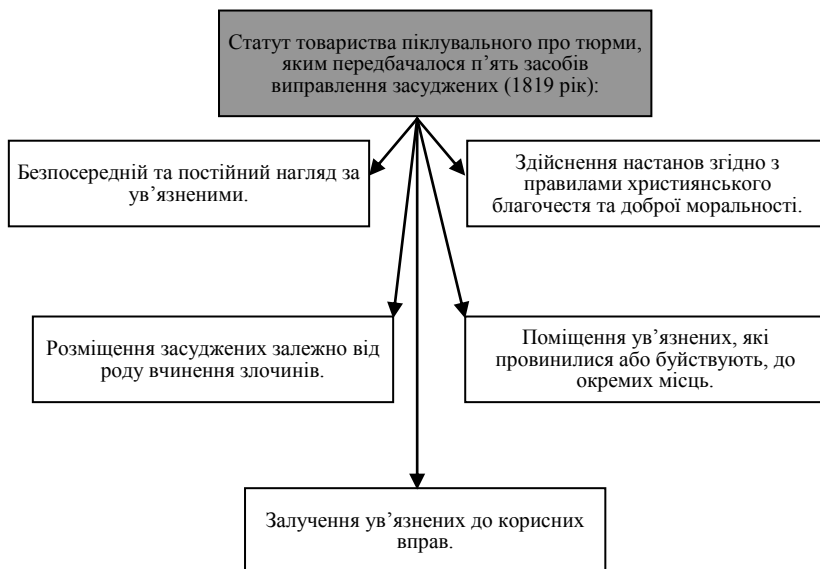 Статут товариства піклувального про тюрми,
яким передбачалося п’ять засобів
виправлення засуджених (1819 рік):
Безпосередній та постійний нагляд за
ув’язненими.
Здійснення настанов згідно з
правилами християнського
благочестя та доброї моральності.
Розміщення засуджених залежно від
роду вчинення злочинів.
Поміщення ув’язнених, які
провинилися або буйствують, до
окремих місць.
Залучення ув’язнених до корисних
вправ.